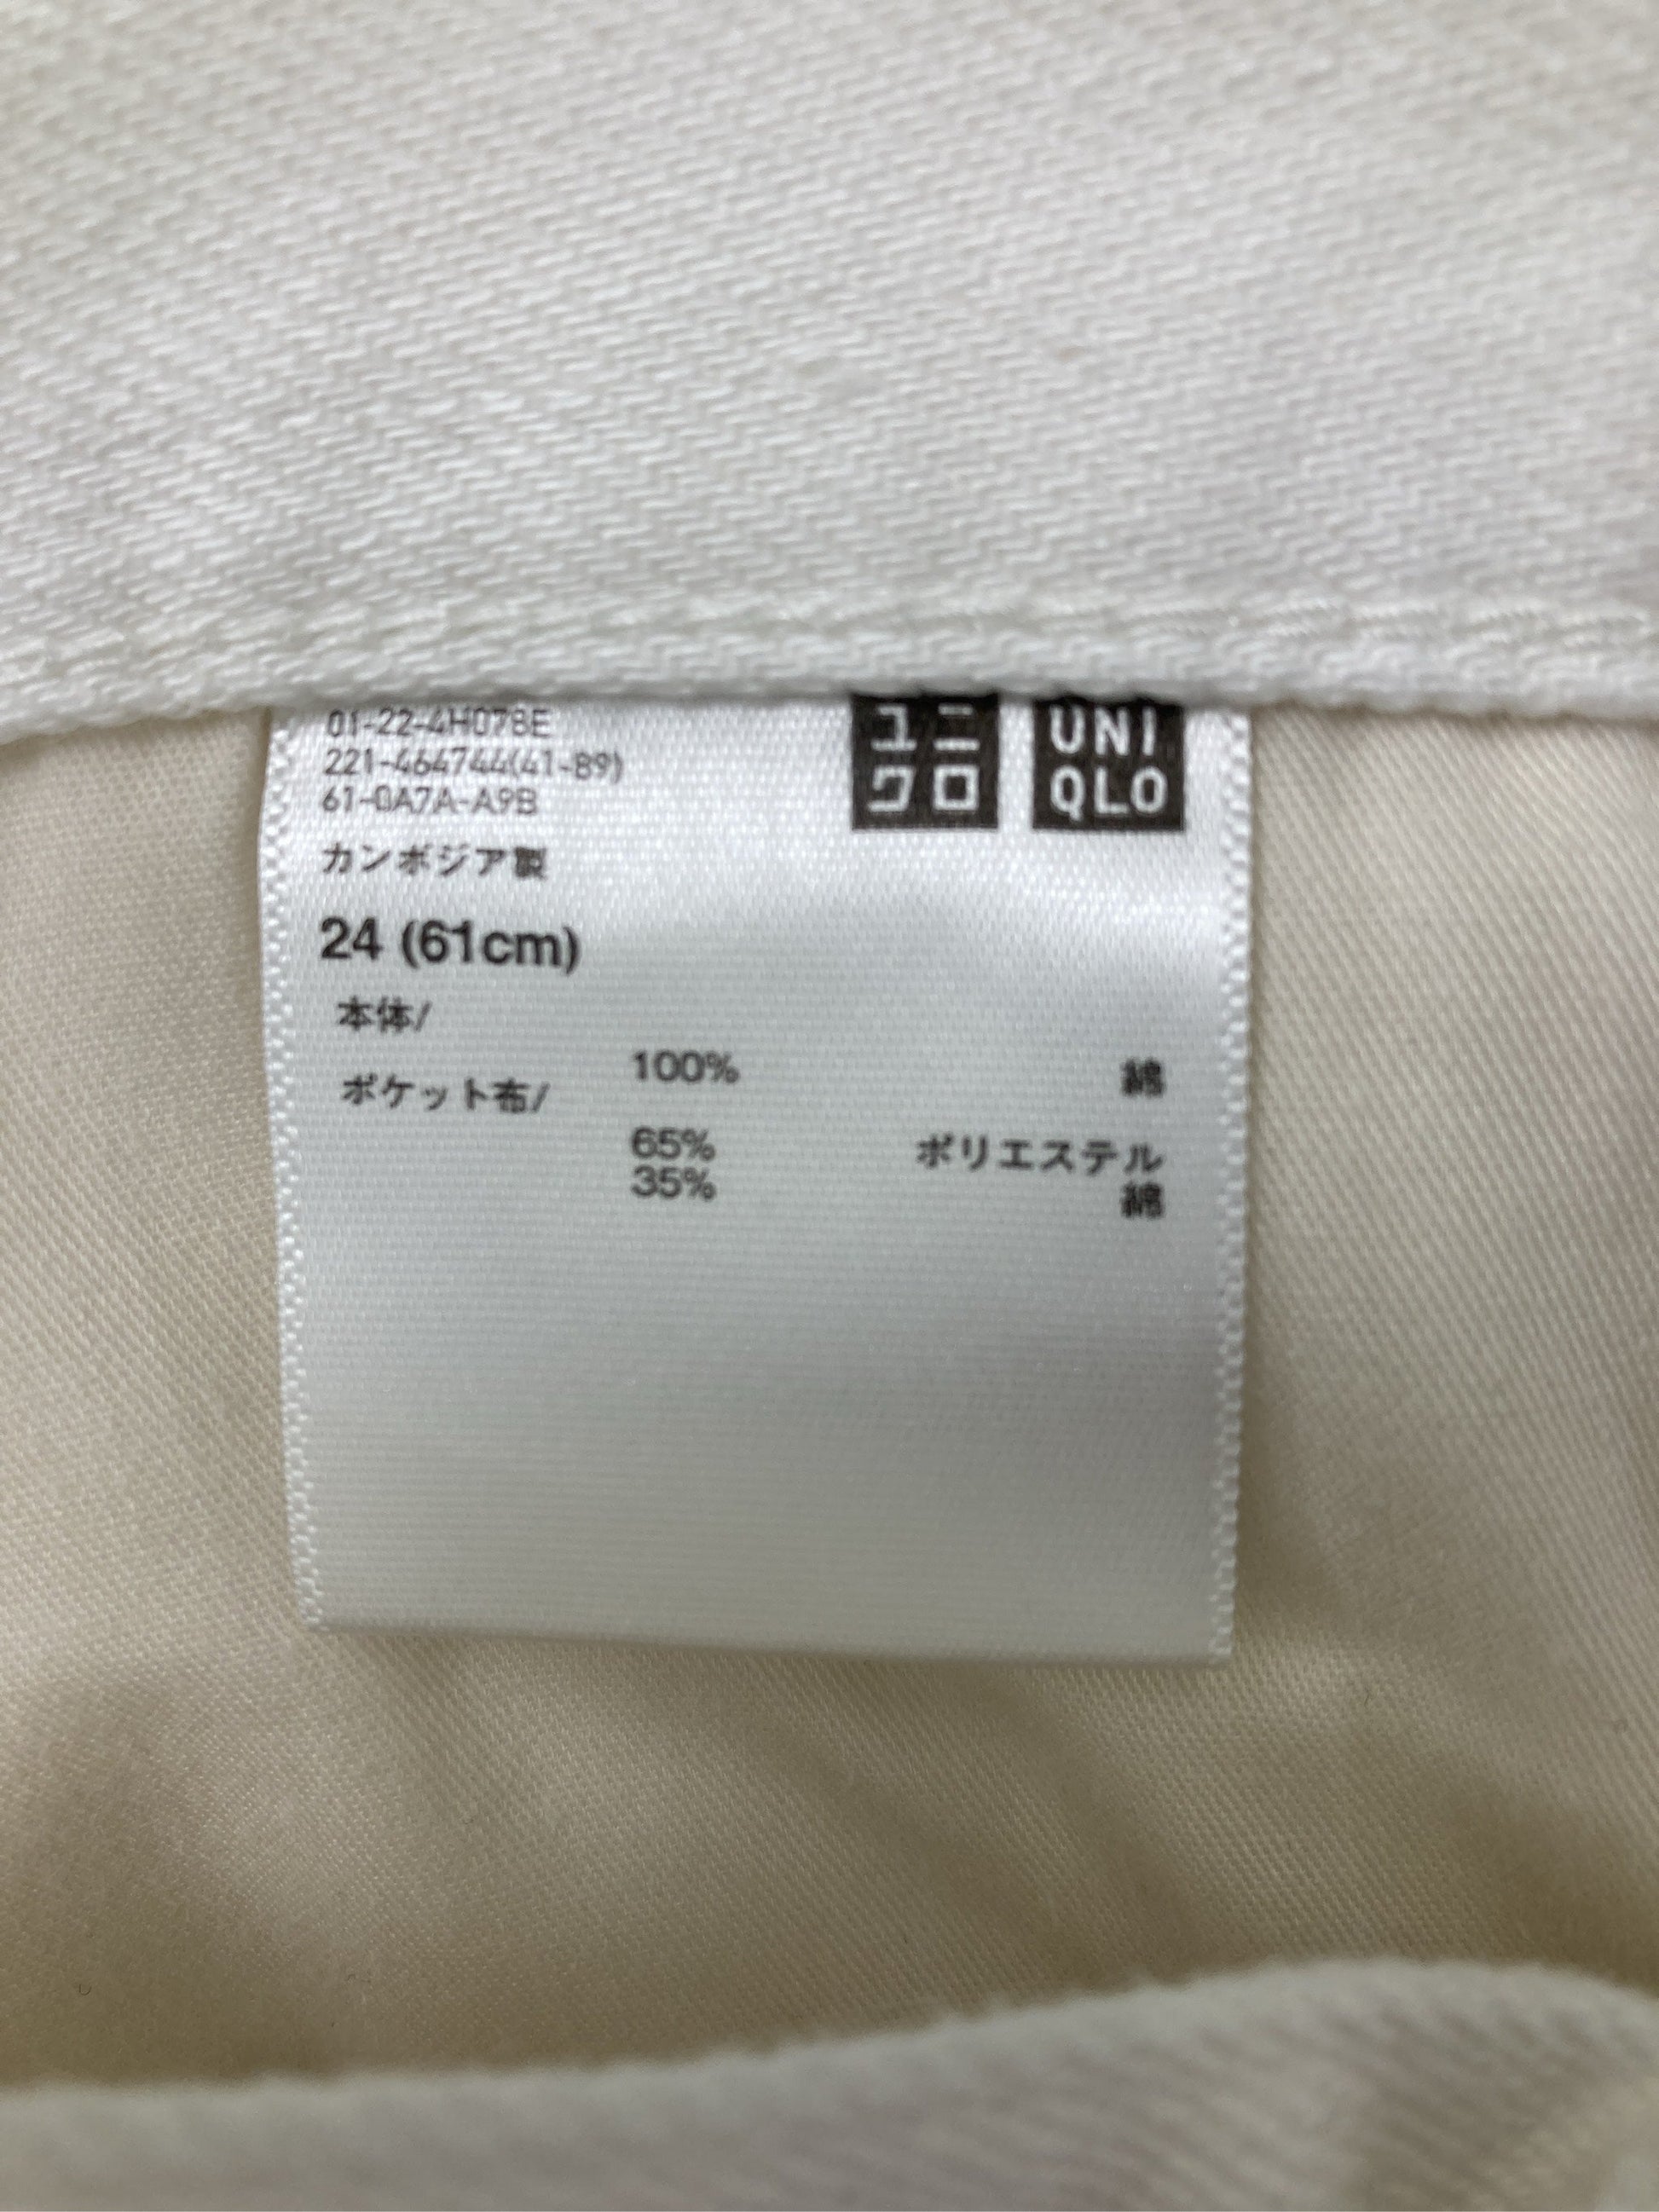 01-22-4H078E
221-464744(41-89)
61-0A7A-A9B
ユニ
クロ
UNI
QLO
カンボジア製
24 (61cm)
本体/
100% 綿
ポケット布/
65% ポリエステル
35% 綿